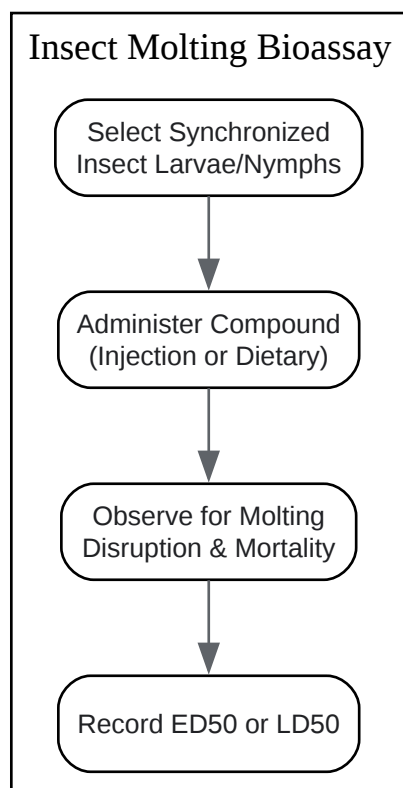 Insect Molting Bioassay
Select Synchronized
Insect Larvae/Nymphs
Administer Compound
(Injection or Dietary)
Observe for Molting
Disruption & Mortality
Record ED50 or LD50